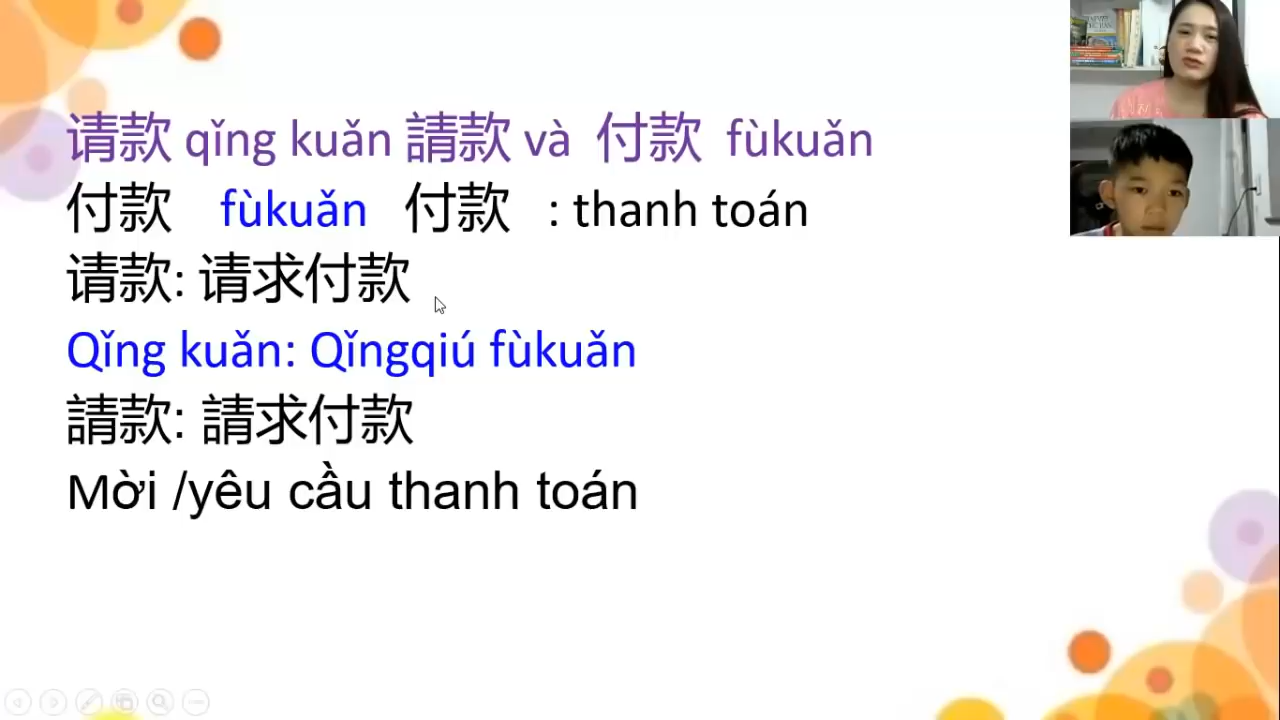 请款 qǐng kuǎn 請款 và 付款 fùkuǎn
付款 fùkuǎn 付款 : thanh toán
请款: 请求付款
Qǐng kuǎn: Qǐngqiú fùkuǎn
請款: 請求付款
Mời /yêu cầu thanh toán